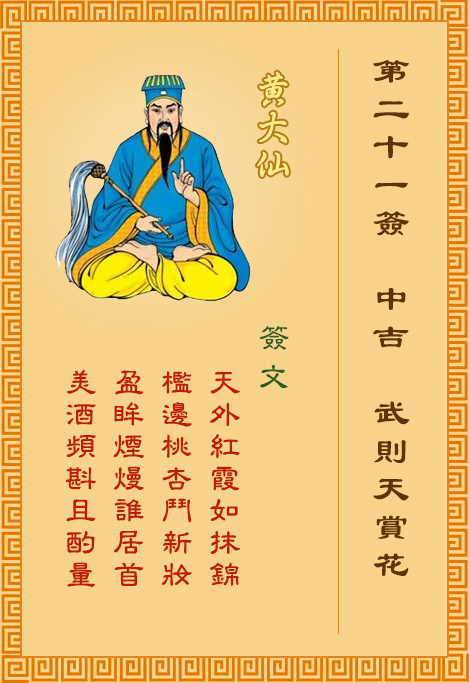 第二十一簽 中吉 武則天賞花
黃大仙
簽文
天外紅霞如抹錦
檻邊桃杏鬥新妝
盈眸煙熳誰居首
美酒頻斟且酌量